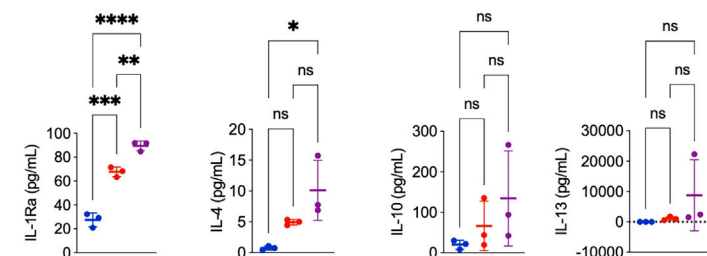 ****
**
***
IL-1Ra (pg/mL)
100
80
60
40
20
0
*
ns
ns
IL-4 (pg/mL)
20
15
10
5
0
ns
ns
ns
IL-10 (pg/mL)
300
200
100
0
ns
ns
ns
IL-13 (pg/mL)
30000
20000
10000
0
-10000